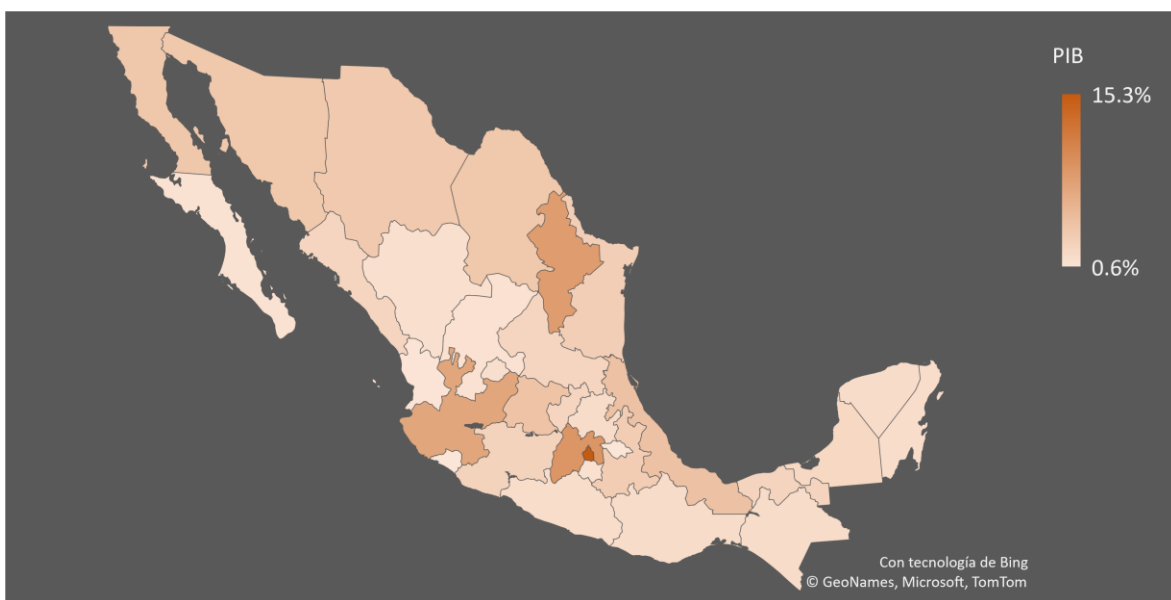 PIB
15.3%
0.6%
Con tecnología de Bing
© GeoNames, Microsoft, TomTom